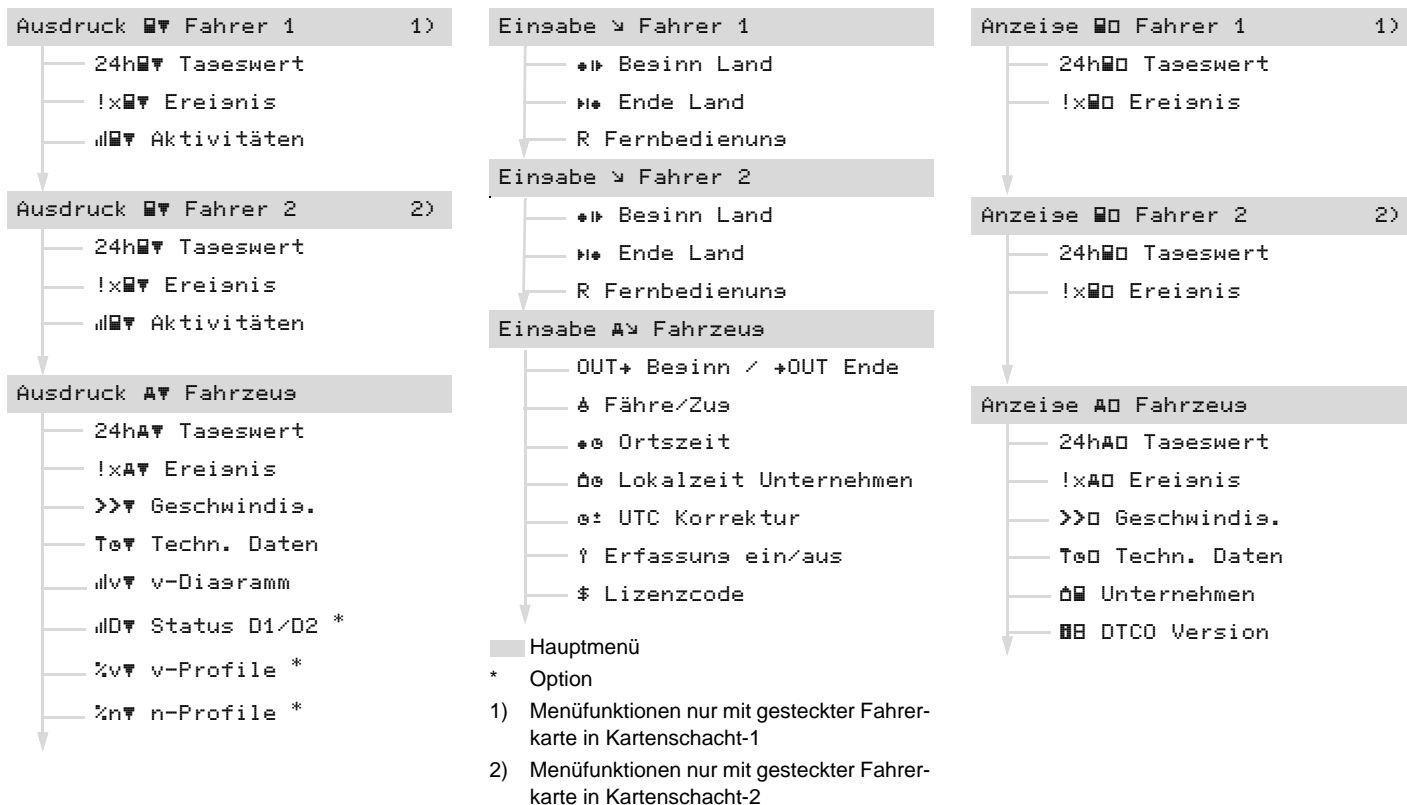 Ausdruck Fahrer 1 1)
24h Tageswert
!x Ereignis
Aktivitäten
Ausdruck Fahrer 2 2)
24h Tageswert
!x Ereignis
Aktivitäten
Ausdruck Fahrzeug
24h Tageswert
!x Ereignis
>> Geschwindig.
Techn. Daten
v v-Diagramm
D Status D1/D2 *
%v v-Profile *
%n n-Profile *
Eingabe Fahrer 1
Beginn Land
Ende Land
R Fernbedienung
Eingabe Fahrer 2
Beginn Land
Ende Land
R Fernbedienung
Eingabe Fahrzeug
OUT+ Beginn / +OUT Ende
Fähre/Zug
Ortszeit
Lokalzeit Unternehmen
UTC Korrektur
Erfassung ein/aus
$ Lizenzcode
Hauptmenü
* Option
1) Menüfunktionen nur mit gesteckter Fahrer-
karte in Kartenschacht-1
2) Menüfunktionen nur mit gesteckter Fahrer-
karte in Kartenschacht-2
Anzeige Fahrer 1 1)
24h Tageswert
!x Ereignis
Anzeige Fahrer 2 2)
24h Tageswert
!x Ereignis
Anzeige Fahrzeug
24h Tageswert
!x Ereignis
>> Geschwindig.
Techn. Daten
Unternehmen
DTCO Version